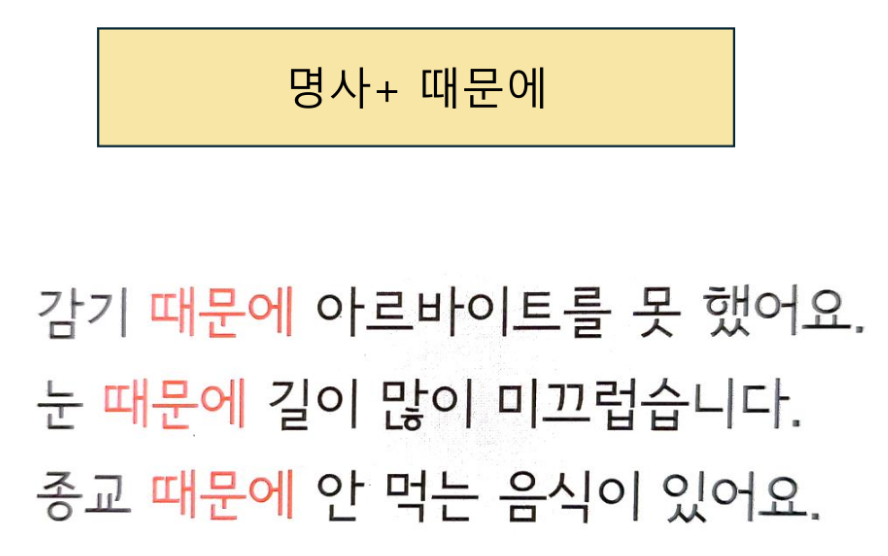 명사+ 때문에
감기 때문에 아르바이트를 못 했어요.
눈 때문에 길이 많이 미끄럽습니다.
종교 때문에 안 먹는 음식이 있어요.